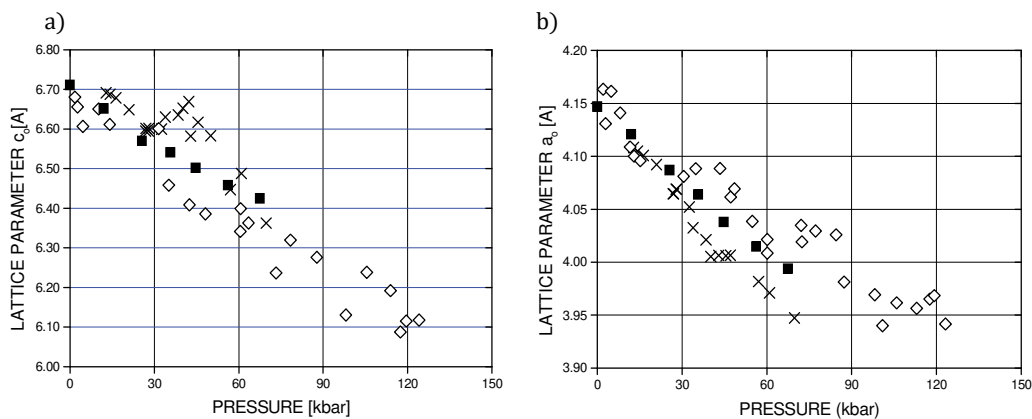 a)
6.80
6.70
6.60
6.50
6.40
6.30
6.20
6.10
6.00
LATTICE PARAMETER co[A]
0 30 60 90 120 150
PRESSURE [kbar]
b)
4.20
4.15
4.10
4.05
4.00
3.95
3.90
LATTICE PARAMETER ao [A]
0 30 60 90 120 150
PRESSURE (kbar)